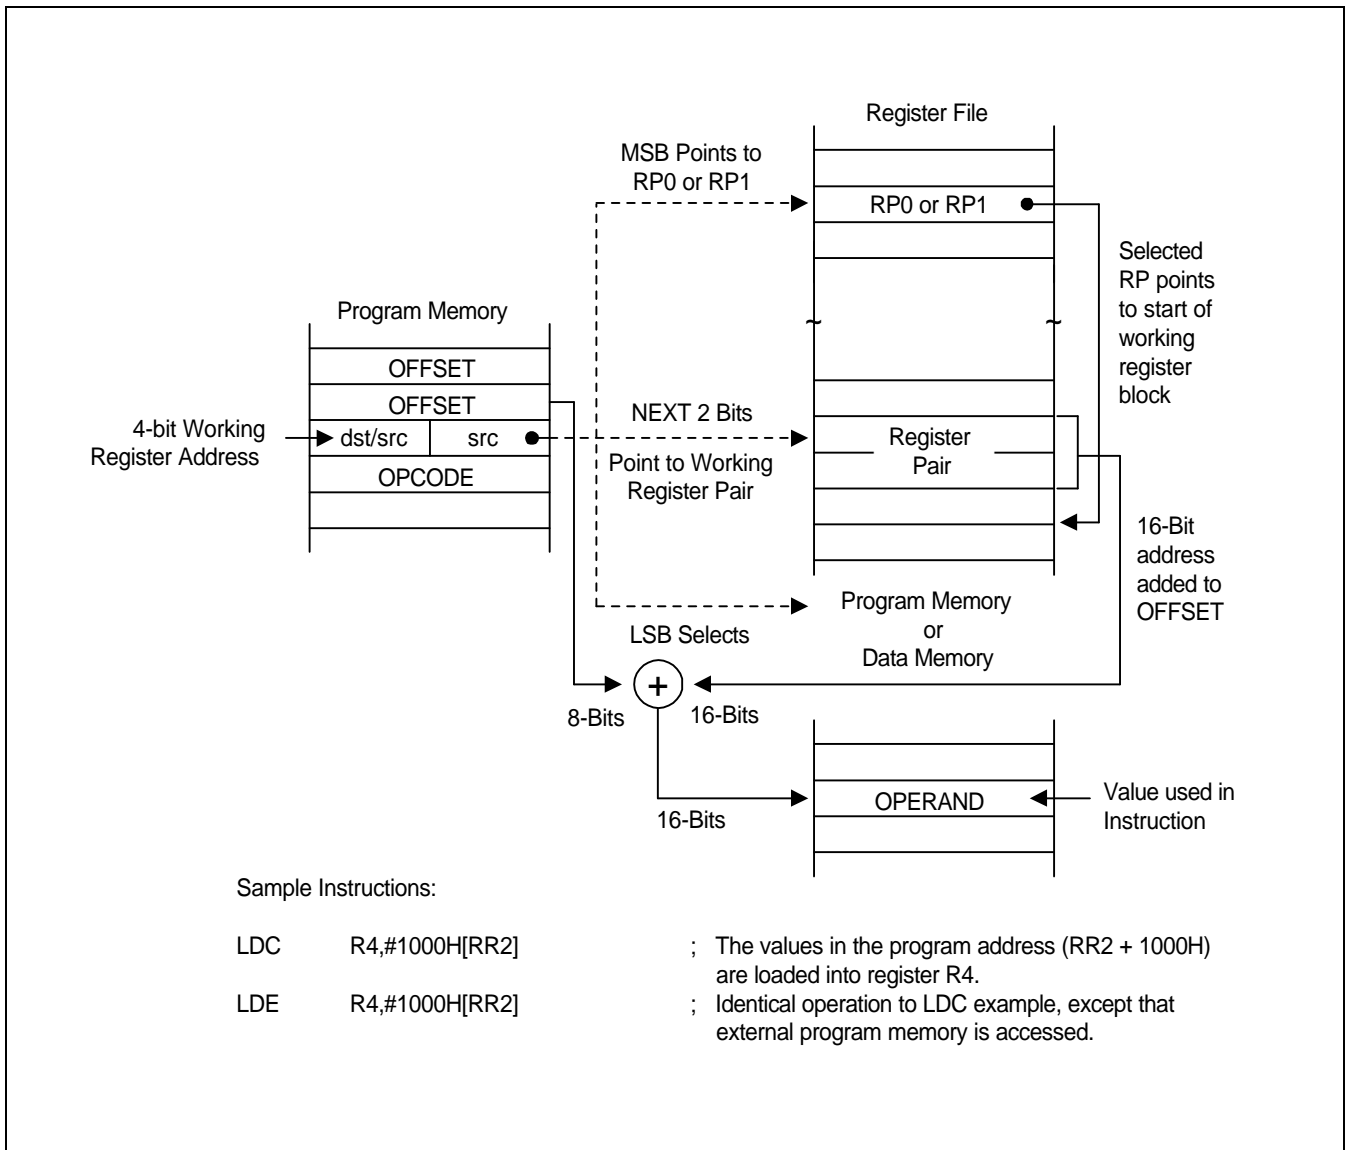 Register File
MSB Points to
RP0 or RP1
RP0 or RP1
Selected
RP points
to start of
working
register
block
Program Memory
~ ~
OFFSET
OFFSET
4-bit Working
Register Address
dst/src src
OPCODE
NEXT 2 Bits
Point to Working
Register Pair
Register
Pair
16-Bit
address
added to
OFFSET
Program Memory
or
Data Memory
LSB Selects
+
8-Bits
16-Bits
16-Bits
OPERAND
Value used in
Instruction
Sample Instructions:
LDC R4,#1000H[RR2] ; The values in the program address (RR2 + 1000H)
are loaded into register R4.
LDE R4,#1000H[RR2] ; Identical operation to LDC example, except that
external program memory is accessed.